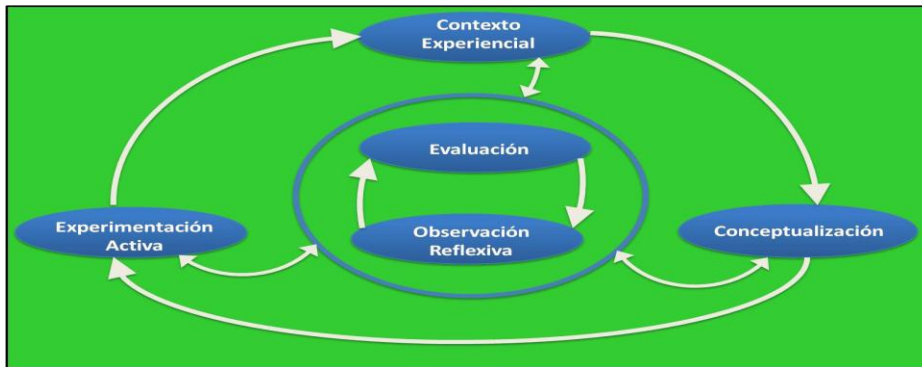 Contexto
Experiencial
Evaluación
Experimentación
Activa
Observación
Reflexiva
Conceptualización